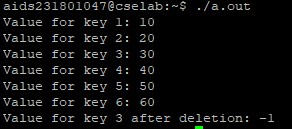 aids231801047@cselab:~$ ./a.out
Value for key 1: 10
Value for key 2: 20
Value for key 3: 30
Value for key 4: 40
Value for key 5: 50
Value for key 6: 60
Value for key 3 after deletion: -1